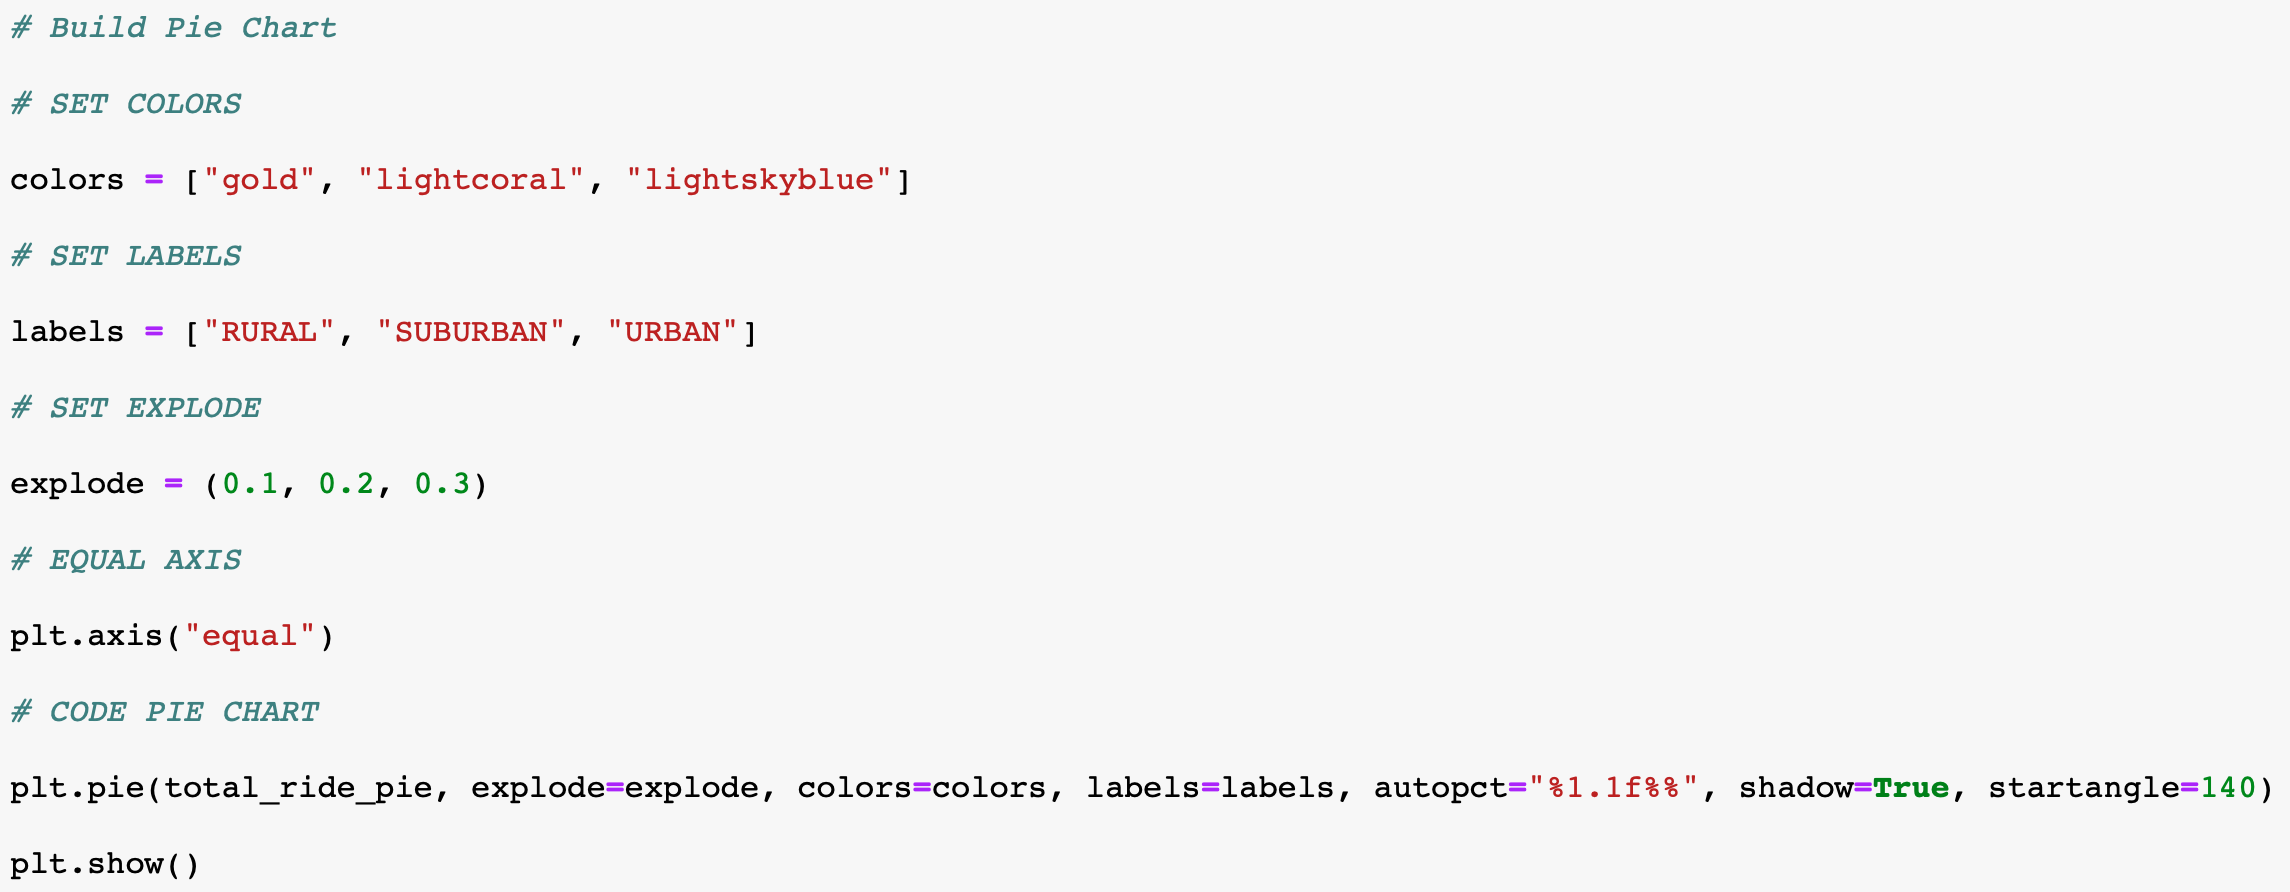 # Build Pie Chart
# SET COLORS
colors = ["gold", "lightcoral", "lightskyblue"]
# SET LABELS
labels = ["RURAL", "SUBURBAN", "URBAN"]
# SET EXPLODE
explode = (0.1, 0.2, 0.3)
# EQUAL AXIS
plt.axis("equal")
# CODE PIE CHART
plt.pie(total_ride_pie, explode=explode, colors=colors, labels=labels, autopct="%1.1f%%", shadow=True, startangle=140)
plt.show()